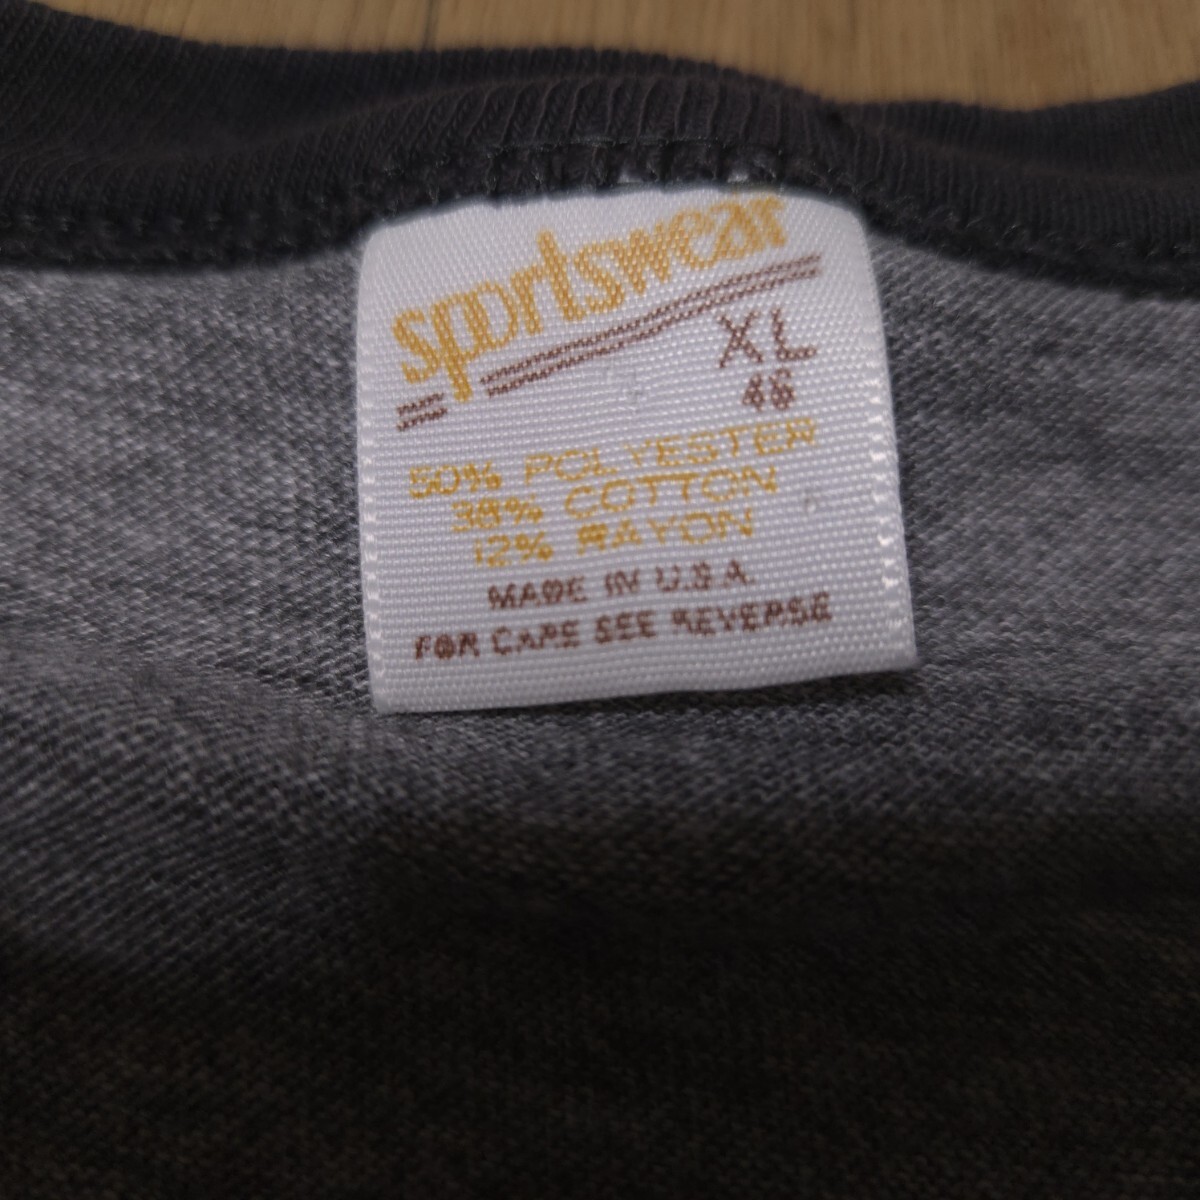 sportswear
XL
46
50% POLYESTER
38% COTTON
12% RAYON
MADE IN U.S.A.
FOR CARE SEE REVERSE